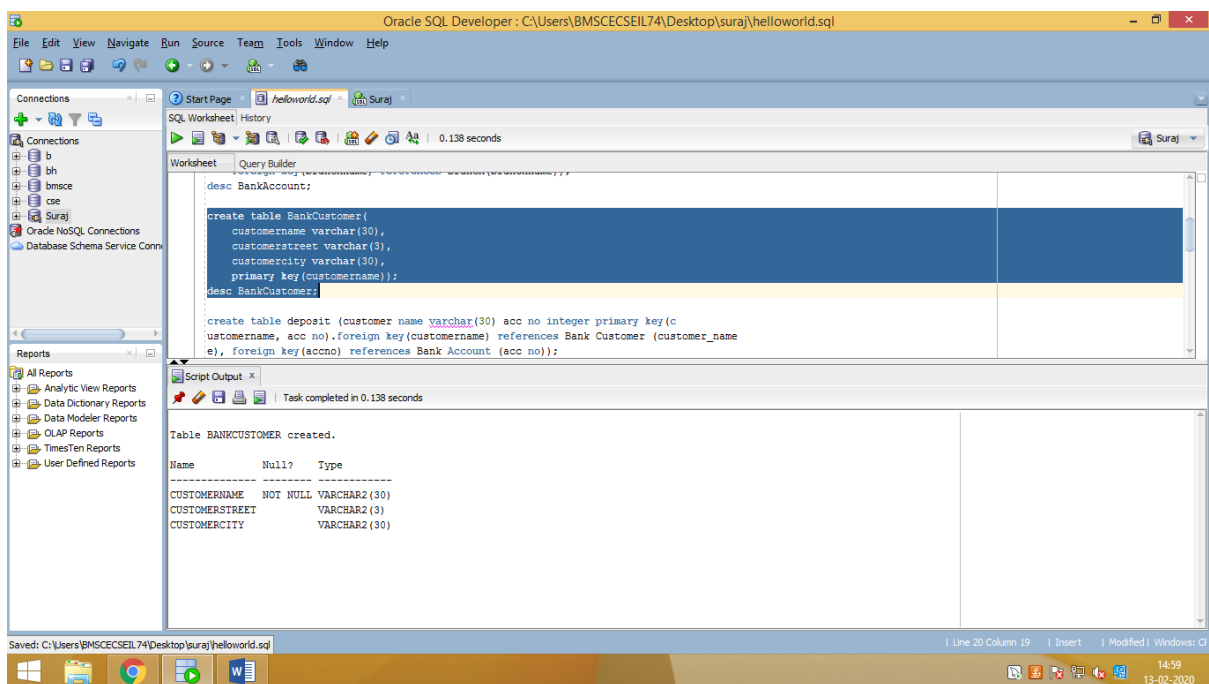 Oracle SQL Developer : C:\Users\BMSCECSEIL74\Desktop\suraj\helloworld.sql
File Edit View Navigate Run Source Team Tools Window Help
Connections
Connections
b
bh
bmsce
cse
Suraj
Oracle NoSQL Connections
Database Schema Service Conn
Reports
All Reports
Analytic View Reports
Data Dictionary Reports
Data Modeler Reports
OLAP Reports
TimesTen Reports
User Defined Reports
Start Page helloworld.sql Suraj
SQL Worksheet History
0.138 seconds
Suraj
Worksheet Query Builder
foreign key(branchname) references Branch(branchname));
desc BankAccount;
create table BankCustomer(
customername varchar(30),
customerstreet varchar(3),
customercity varchar(30),
primary key(customername));
desc BankCustomer;
create table deposit (customer name varchar(30) acc no integer primary key(c
ustomername, acc no).foreign key(customername) references Bank Customer (customer_name
e), foreign key(accno) references Bank Account (acc no));
Script Output
Task completed in 0.138 seconds
Table BANKCUSTOMER created.
Name Null? Type
-------------- -------- ------------
CUSTOMERNAME NOT NULL VARCHAR2(30)
CUSTOMERSTREET VARCHAR2(3)
CUSTOMERCITY VARCHAR2(30)
Saved: C:\Users\BMSCECSEIL74\Desktop\suraj\helloworld.sql
Line 20 Column 19 | Insert | Modified | Windows: CR
14:59
13-02-2020